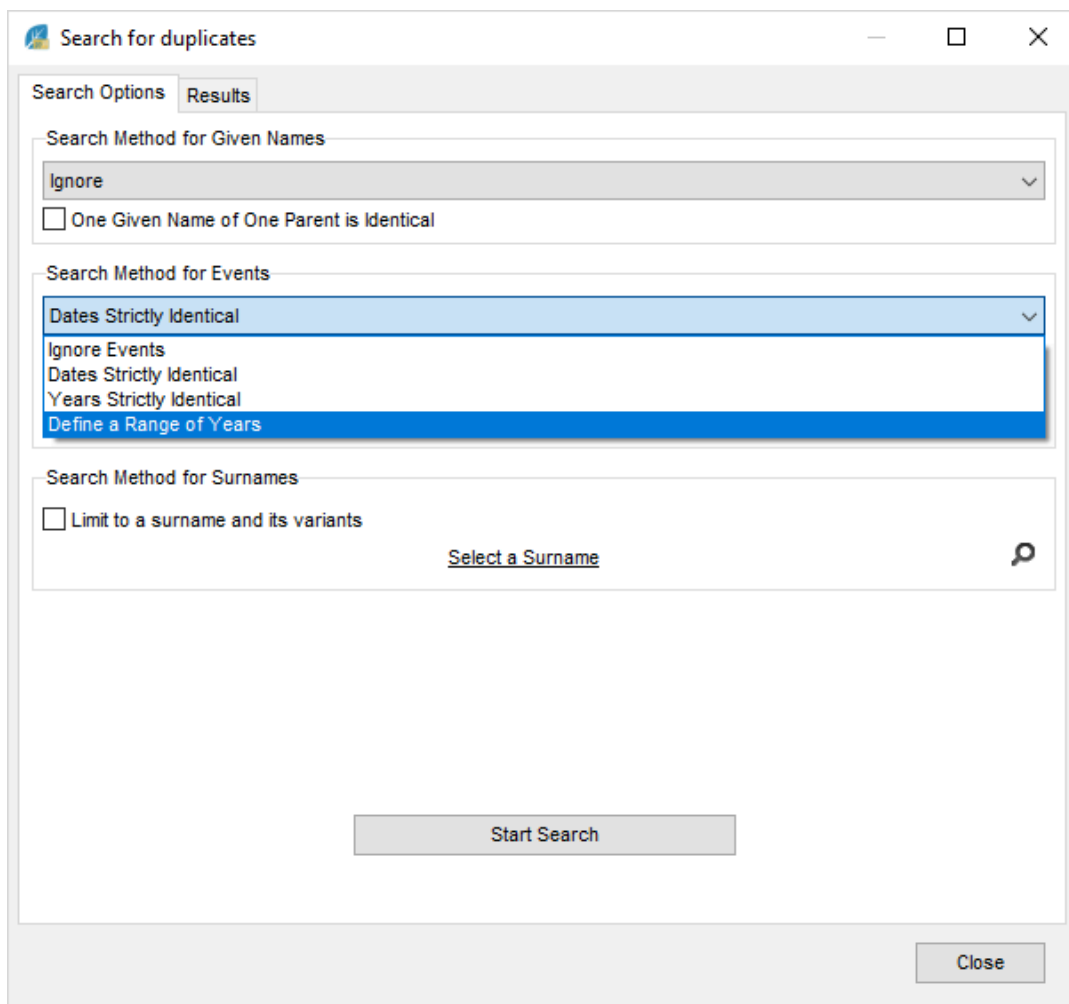 Search for duplicates
Search Options
Results
Search Method for Given Names
Ignore
One Given Name of One Parent is Identical
Search Method for Events
Dates Strictly Identical
Ignore Events
Dates Strictly Identical
Years Strictly Identical
Define a Range of Years
Search Method for Surnames
Limit to a surname and its variants
Select a Surname
Start Search
Close